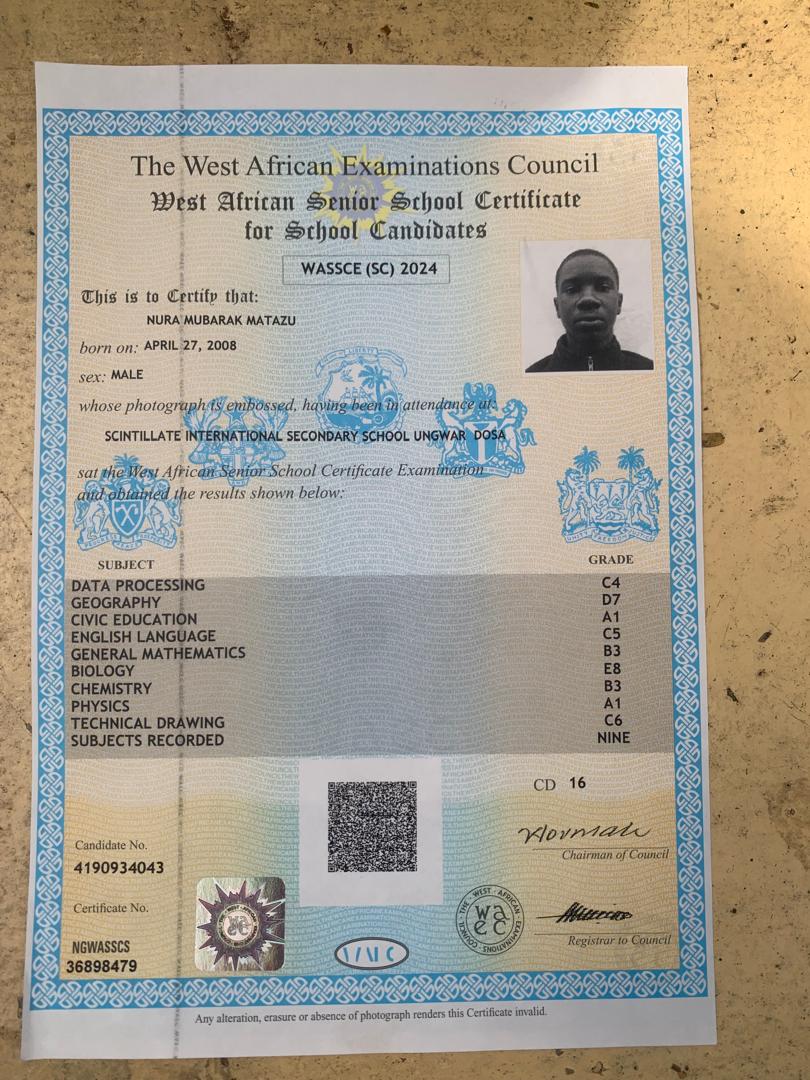 The West African Examinations Council
West African Senior School Certificate
for School Candidates
WASSCE (SC) 2024
This is to Certify that:
NURA MUBARAK MATAZU
born on: APRIL 27, 2008
sex: MALE
whose photograph is embossed, having been in attendance at:
SCINTILLATE INTERNATIONAL SECONDARY SCHOOL UNGWAR DOSA
sat the West African Senior School Certificate Examination
and obtained the results shown below:
SUBJECT GRADE
DATA PROCESSING C4
GEOGRAPHY D7
CIVIC EDUCATION A1
ENGLISH LANGUAGE C5
GENERAL MATHEMATICS B3
BIOLOGY E8
CHEMISTRY B3
PHYSICS A1
TECHNICAL DRAWING C6
SUBJECTS RECORDED NINE
CD 16
Chairman of Council
Candidate No.
4190934043
Certificate No.
NGWASSCS
36898479
THE WEST AFRICAN EXAMINATIONS COUNCIL
waec
Registrar to Council
Any alteration, erasure or absence of photograph renders this Certificate invalid.